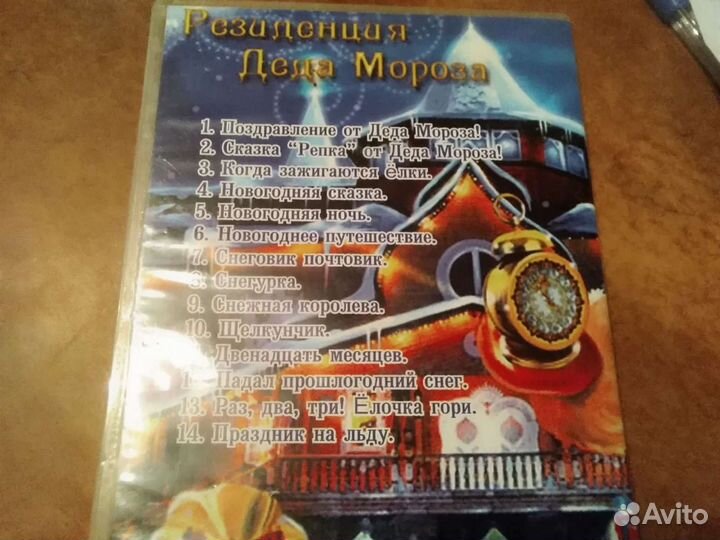 Резиденция
Деда Мороза
1. Поздравление от Деда Мороза!
2. Сказка "Репка" от Деда Мороза!
3. Когда зажигаются ёлки.
4. Новогодняя сказка.
5. Новогодняя ночь.
6. Новогоднее путешествие.
7. Снеговик почтовик.
8. Снегурка.
9. Снежная королева.
10. Щелкунчик.
Двенадцать месяцев.
Падал прошлогодний снег.
13. Раз, два, три! Ёлочка гори.
14. Праздник на льду.
Avito